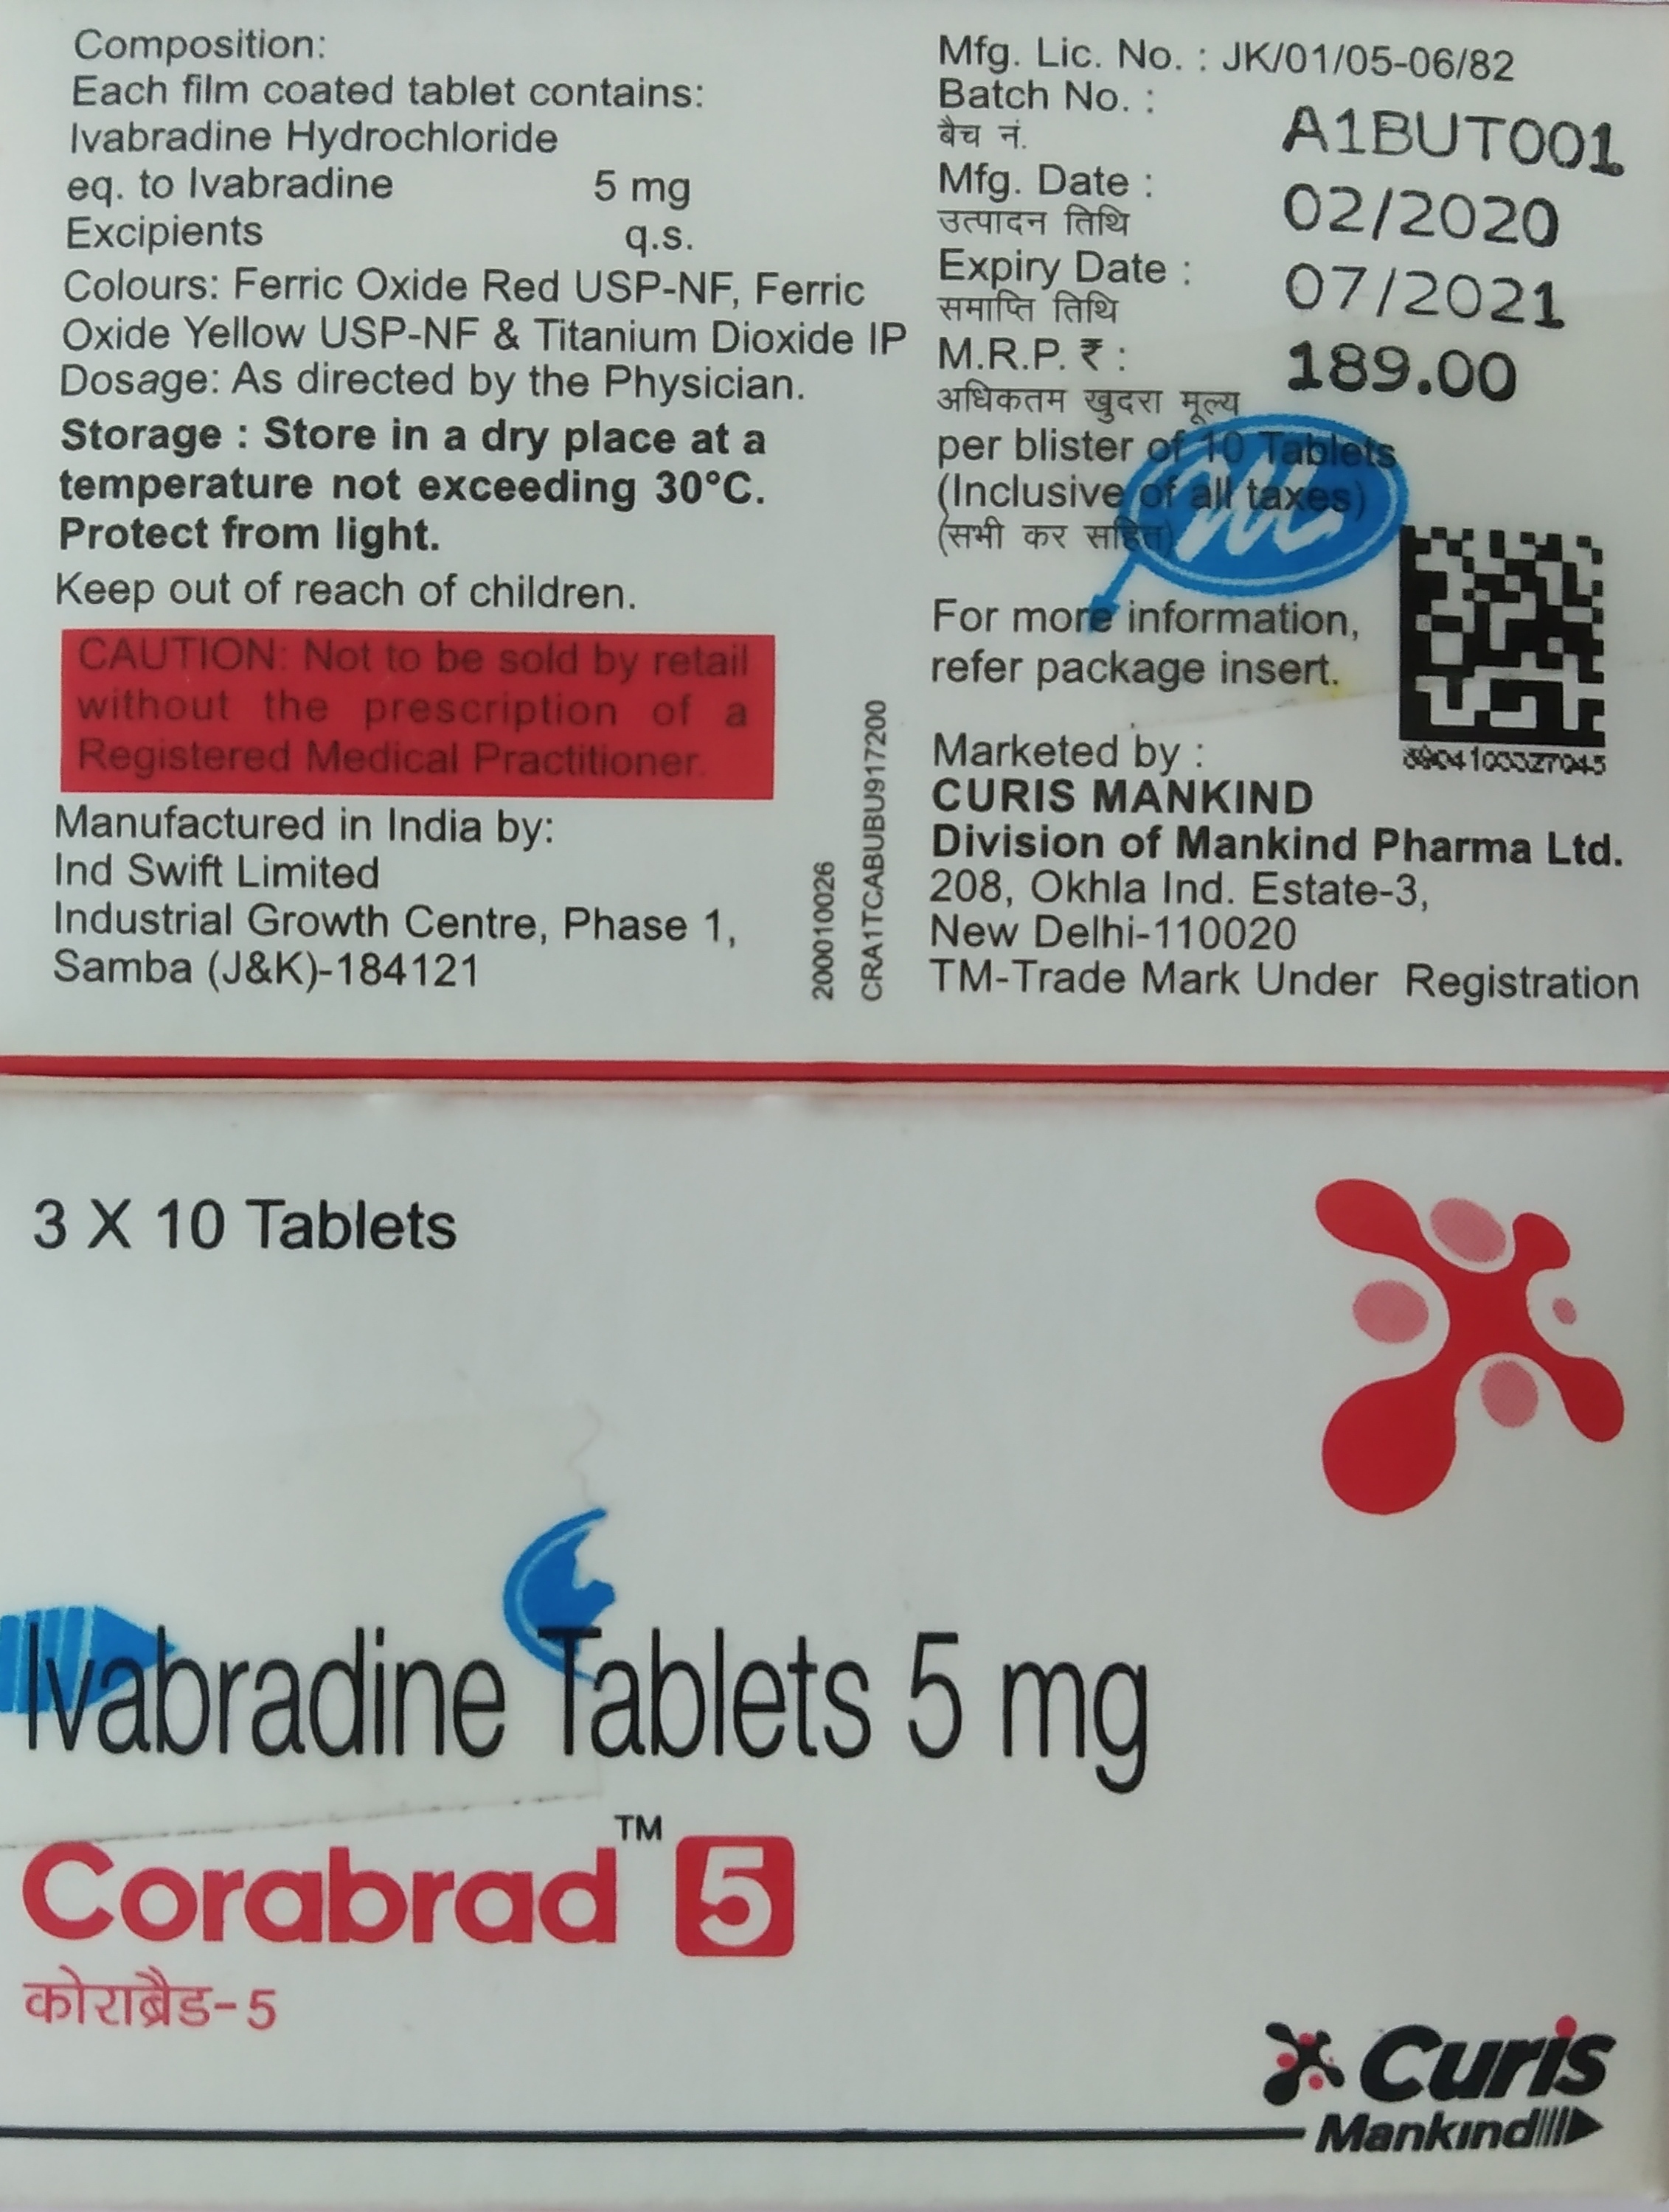 Composition:
Each film coated tablet contains:
Ivabradine Hydrochloride
eq. to Ivabradine 5 mg
Excipients q.s.
Colours: Ferric Oxide Red USP-NF, Ferric
Oxide Yellow USP-NF & Titanium Dioxide IP
Dosage: As directed by the Physician.
Storage : Store in a dry place at a
temperature not exceeding 30°C.
Protect from light.
Keep out of reach of children.
CAUTION: Not to be sold by retail
without the prescription of a
Registered Medical Practitioner.
Manufactured in India by:
Ind Swift Limited
Industrial Growth Centre, Phase 1,
Samba (J&K)-184121
200010026
CRA1TCABUBU917200
Mfg. Lic. No. : JK/01/05-06/82
Batch No. : A1BUT001
बैच नं.
Mfg. Date : 02/2020
उत्पादन तिथि
Expiry Date : 07/2021
समाप्ति तिथि
M.R.P. ₹ : 189.00
अधिकतम खुदरा मूल्य
per blister of 10 Tablets
(Inclusive of all taxes)
(सभी कर सहित)
For more information,
refer package insert.
Marketed by :
CURIS MANKIND
Division of Mankind Pharma Ltd.
208, Okhla Ind. Estate-3,
New Delhi-110020
TM-Trade Mark Under Registration
3 X 10 Tablets
Ivabradine Tablets 5 mg
Corabrad™ 5
कोराब्रैड-5
Curis
Mankind